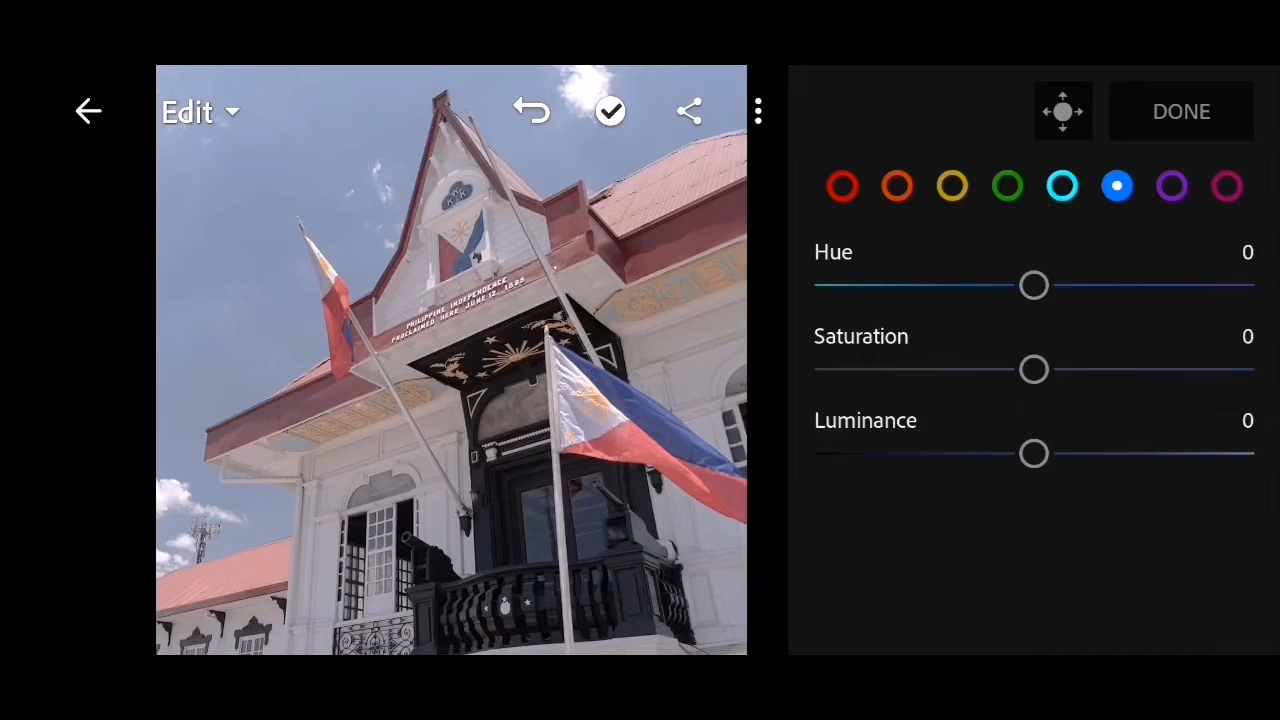 Edit
DONE
Hue 0
Saturation 0
Luminance 0
PHILIPPINE INDEPENDENCE
PROCLAIMED HERE JUNE 12, 1898